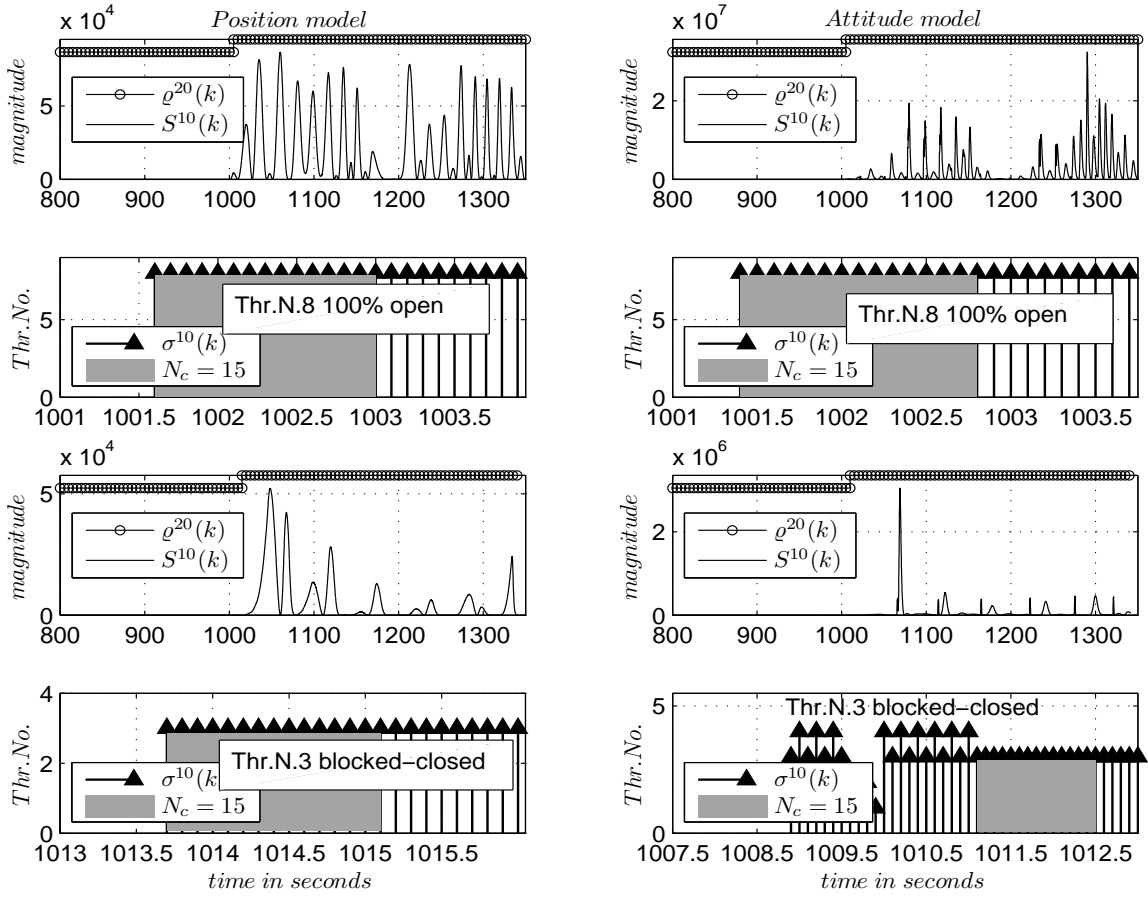 Position model
x 10^4
magnitude
5
0
ϱ^20(k)
S^10(k)
800 900 1000 1100 1200 1300
Attitude model
x 10^7
magnitude
2
0
ϱ^20(k)
S^10(k)
800 900 1000 1100 1200 1300
Thr.No.
5
0
Thr.N.8 100% open
σ^10(k)
N_c = 15
1001 1001.5 1002 1002.5 1003 1003.5
Thr.No.
5
0
Thr.N.8 100% open
σ^10(k)
N_c = 15
1001 1001.5 1002 1002.5 1003 1003.5
x 10^4
magnitude
5
0
ϱ^20(k)
S^10(k)
800 900 1000 1100 1200 1300
x 10^6
magnitude
2
0
ϱ^20(k)
S^10(k)
800 900 1000 1100 1200 1300
Thr.No.
4
2
0
Thr.N.3 blocked−closed
σ^10(k)
N_c = 15
1013 1013.5 1014 1014.5 1015 1015.5
time in seconds
Thr.No.
5
0
Thr.N.3 blocked−closed
σ^10(k)
N_c = 15
1007.5 1008.5 1009.5 1010.5 1011.5 1012.5
time in seconds